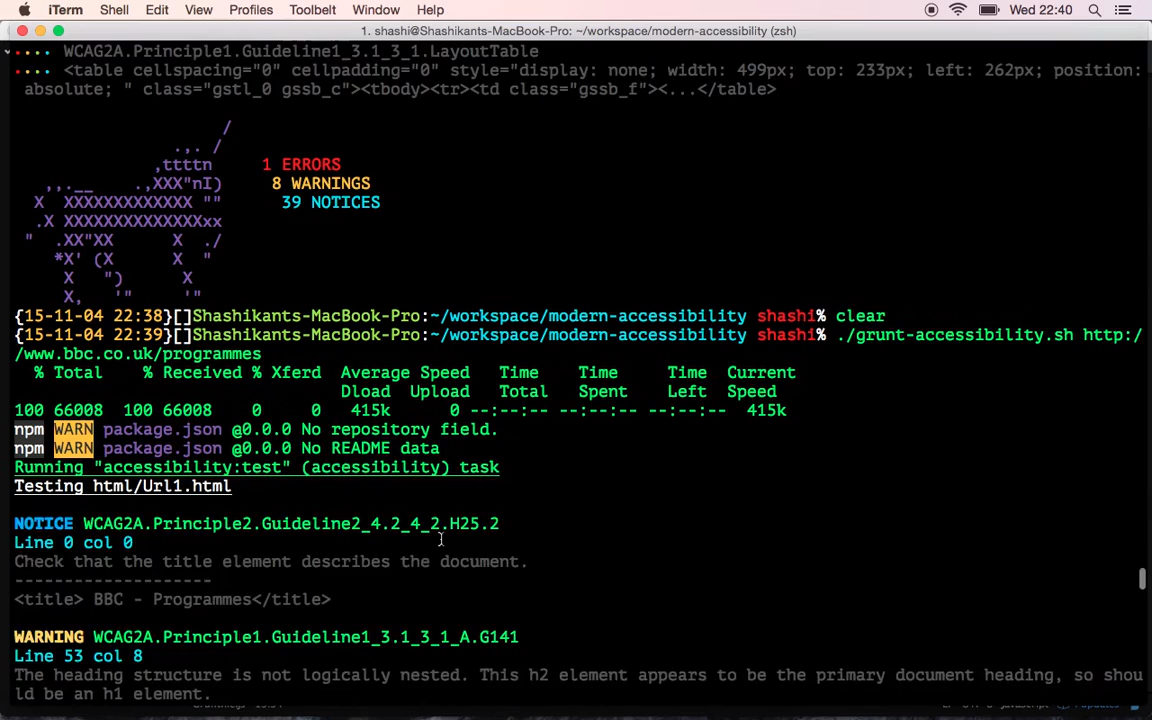 iTerm Shell Edit View Profiles Toolbelt Window Help Wed 22:40
1. shashi@Shashikants-MacBook-Pro: ~/workspace/modern-accessibility (zsh)
•••• WCAG2A.Principle1.Guideline1_3.1_3_1.LayoutTable
•••• <table cellspacing="0" cellpadding="0" style="display: none; width: 499px; top: 233px; left: 262px; position:
absolute; " class="gstl_0 gssb_c"><tbody><tr><td class="gssb_f"><...</table>
/
.,. /
,ttttn 1 ERRORS
,,.__ .,XXX"nI) 8 WARNINGS
X XXXXXXXXXXXXX "" 39 NOTICES
.X XXXXXXXXXXXXXXxx
" .XX"XX X ./
*X' (X X "
X ") X
X, '" '"
{15-11-04 22:38}[]Shashikants-MacBook-Pro:~/workspace/modern-accessibility shashi% clear
{15-11-04 22:39}[]Shashikants-MacBook-Pro:~/workspace/modern-accessibility shashi% ./grunt-accessibility.sh http:/
/www.bbc.co.uk/programmes
% Total % Received % Xferd Average Speed Time Time Time Current
Dload Upload Total Spent Left Speed
100 66008 100 66008 0 0 415k 0 --:--:-- --:--:-- --:--:-- 415k
npm WARN package.json @0.0.0 No repository field.
npm WARN package.json @0.0.0 No README data
Running "accessibility:test" (accessibility) task
Testing html/Url1.html
NOTICE WCAG2A.Principle2.Guideline2_4.2_4_2.H25.2
Line 0 col 0
Check that the title element describes the document.
--------------------
<title> BBC - Programmes</title>
WARNING WCAG2A.Principle1.Guideline1_3.1_3_1_A.G141
Line 53 col 8
The heading structure is not logically nested. This h2 element appears to be the primary document heading, so shou
ld be an h1 element.